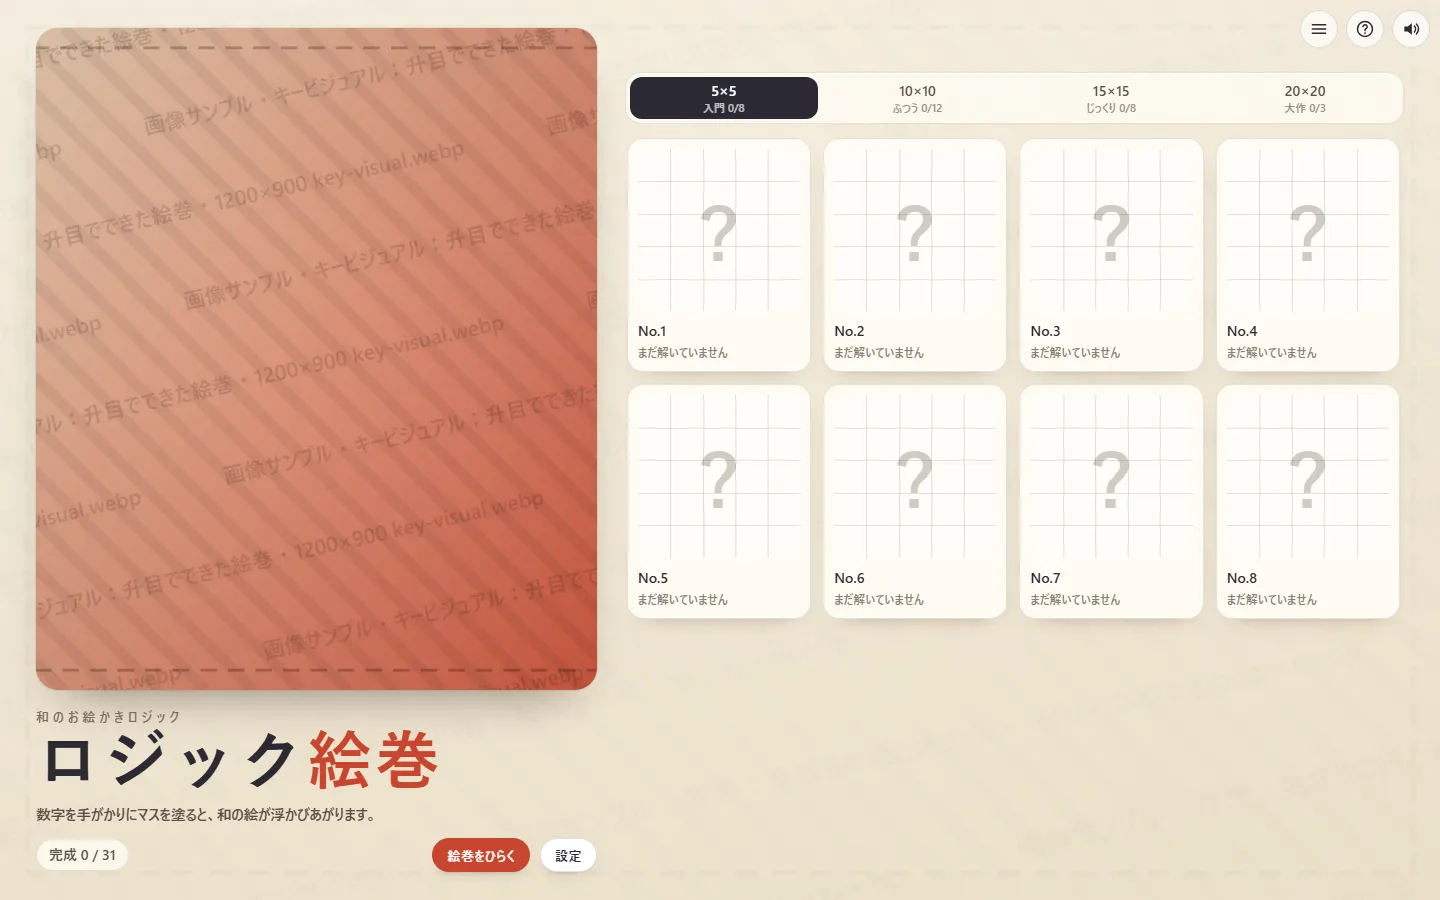 画像サンプル・キービジュアル：升目でできた絵巻・1200×900 key-visual.webp
和のお絵かきロジック
ロジック絵巻
数字を手がかりにマスを塗ると、和の絵が浮かびあがります。
完成 0 / 31
絵巻をひらく
設定
5×5
入門 0/8
10×10
ふつう 0/12
15×15
じっくり 0/8
20×20
大作 0/3
?
No.1
まだ解いていません
?
No.2
まだ解いていません
?
No.3
まだ解いていません
?
No.4
まだ解いていません
?
No.5
まだ解いていません
?
No.6
まだ解いていません
?
No.7
まだ解いていません
?
No.8
まだ解いていません